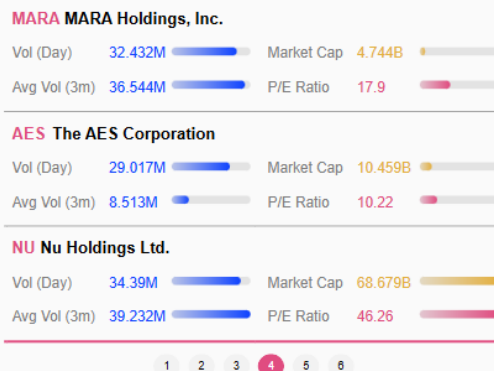 MARA MARA Holdings, Inc.
Vol (Day) 32.432M Market Cap 4.744B
Avg Vol (3m) 36.544M P/E Ratio 17.9
AES The AES Corporation
Vol (Day) 29.017M Market Cap 10.459B
Avg Vol (3m) 8.513M P/E Ratio 10.22
NU Nu Holdings Ltd.
Vol (Day) 34.39M Market Cap 68.679B
Avg Vol (3m) 39.232M P/E Ratio 46.26
1 2 3 4 5 6